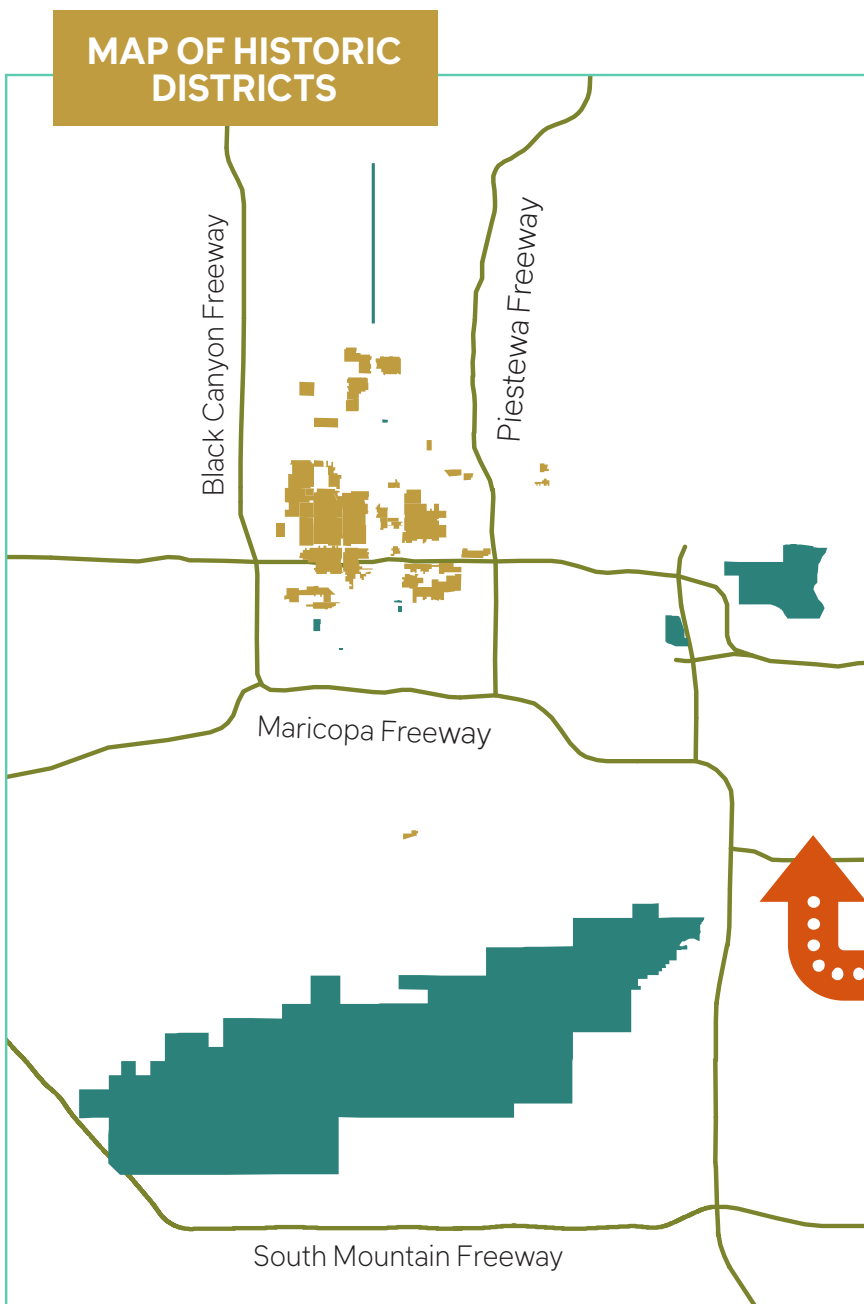 MAP OF HISTORIC
DISTRICTS
Black Canyon Freeway
Piestewa Freeway
Maricopa Freeway
South Mountain Freeway